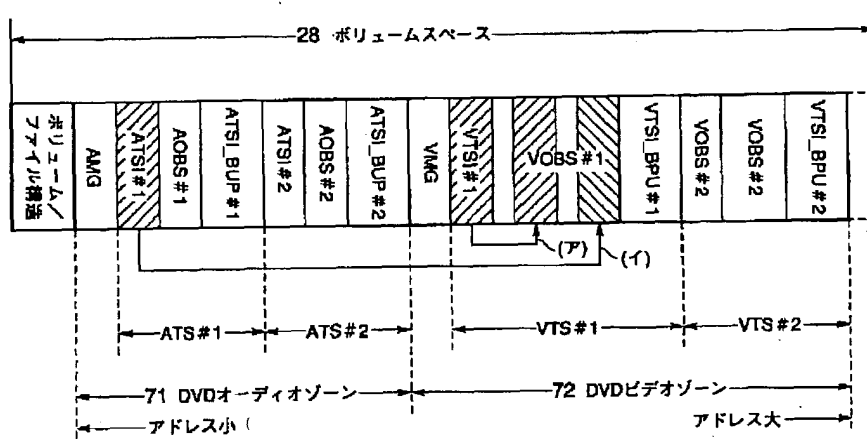 28 ボリュームスペース
ボリューム/
ファイル構造
AMG
ATSI#1
AOBS#1
ATSI_BUP#1
ATSI#2
AOBS#2
ATSI_BUP#2
VMG
VTSI#1
VOBS#1
VTSI_BPU#1
VOBS#2
VOBS#2
VTSI_BPU#2
(ア)
(イ)
ATS#1
ATS#2
VTS#1
VTS#2
71 DVDオーディオゾーン
72 DVDビデオゾーン
アドレス小
アドレス大